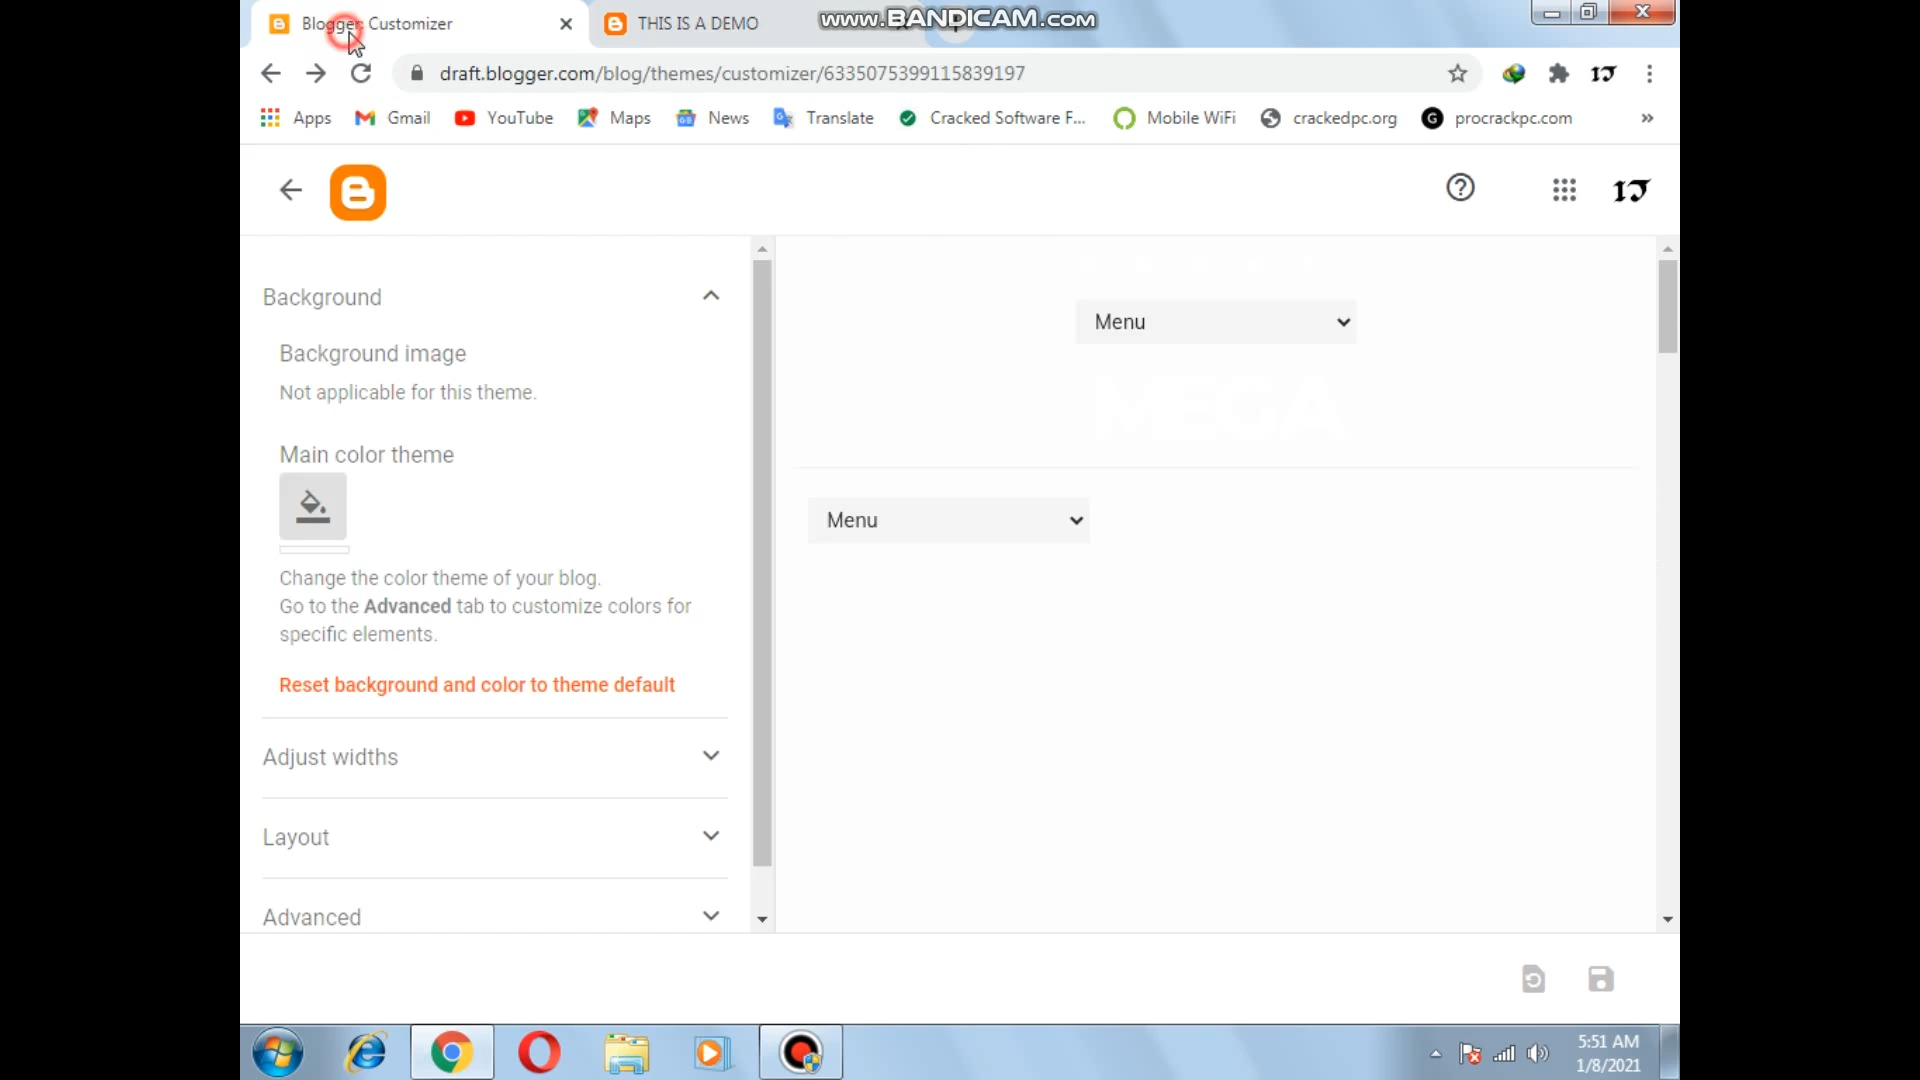 Blogger: Customizer
THIS IS A DEMO
www.BANDICAM.com
draft.blogger.com/blog/themes/customizer/6335075399115839197
Apps
Gmail
YouTube
Maps
News
Translate
Cracked Software F...
Mobile WiFi
crackedpc.org
procrackpc.com
»
Background
Background image
Not applicable for this theme.
Main color theme
Change the color theme of your blog.
Go to the Advanced tab to customize colors for
specific elements.
Reset background and color to theme default
Adjust widths
Layout
Advanced
Menu
MEGA
Menu
5:51 AM
1/8/2021